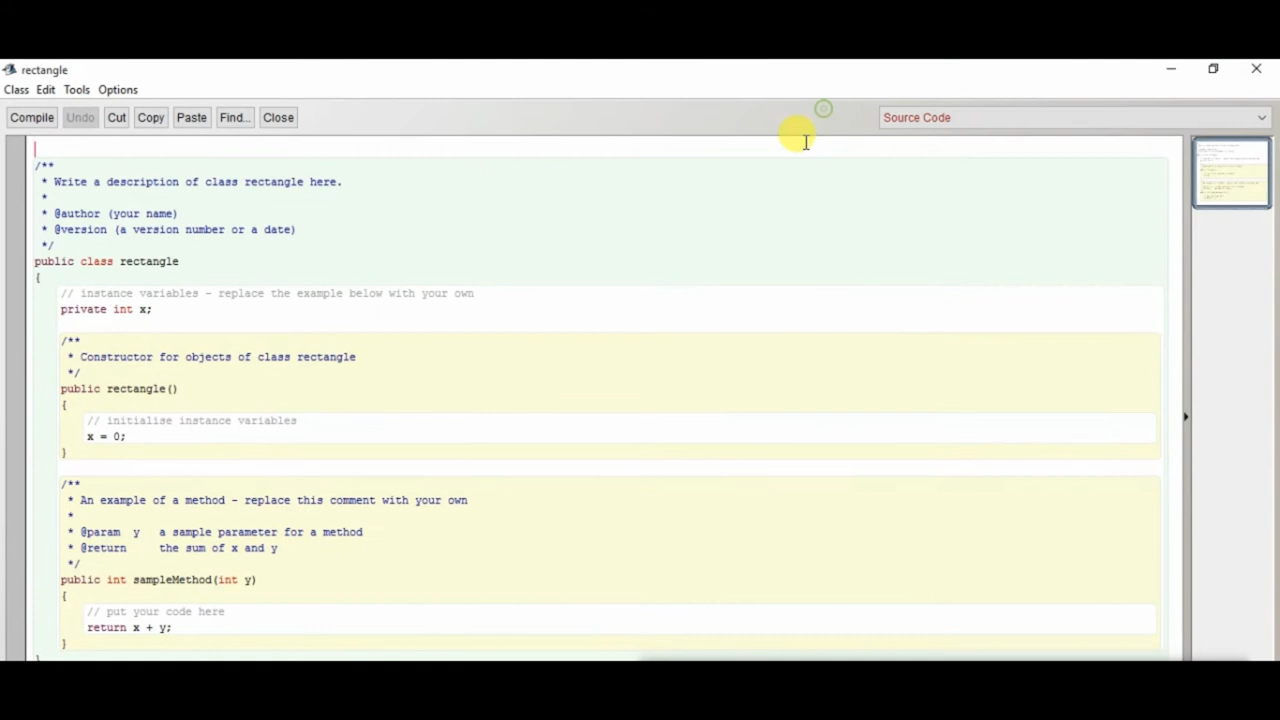 rectangle
Class Edit Tools Options
Compile Undo Cut Copy Paste Find... Close Source Code
/**
* Write a description of class rectangle here.
*
* @author (your name)
* @version (a version number or a date)
*/
public class rectangle
{
// instance variables - replace the example below with your own
private int x;
/**
* Constructor for objects of class rectangle
*/
public rectangle()
{
// initialise instance variables
x = 0;
}
/**
* An example of a method - replace this comment with your own
*
* @param y a sample parameter for a method
* @return the sum of x and y
*/
public int sampleMethod(int y)
{
// put your code here
return x + y;
}